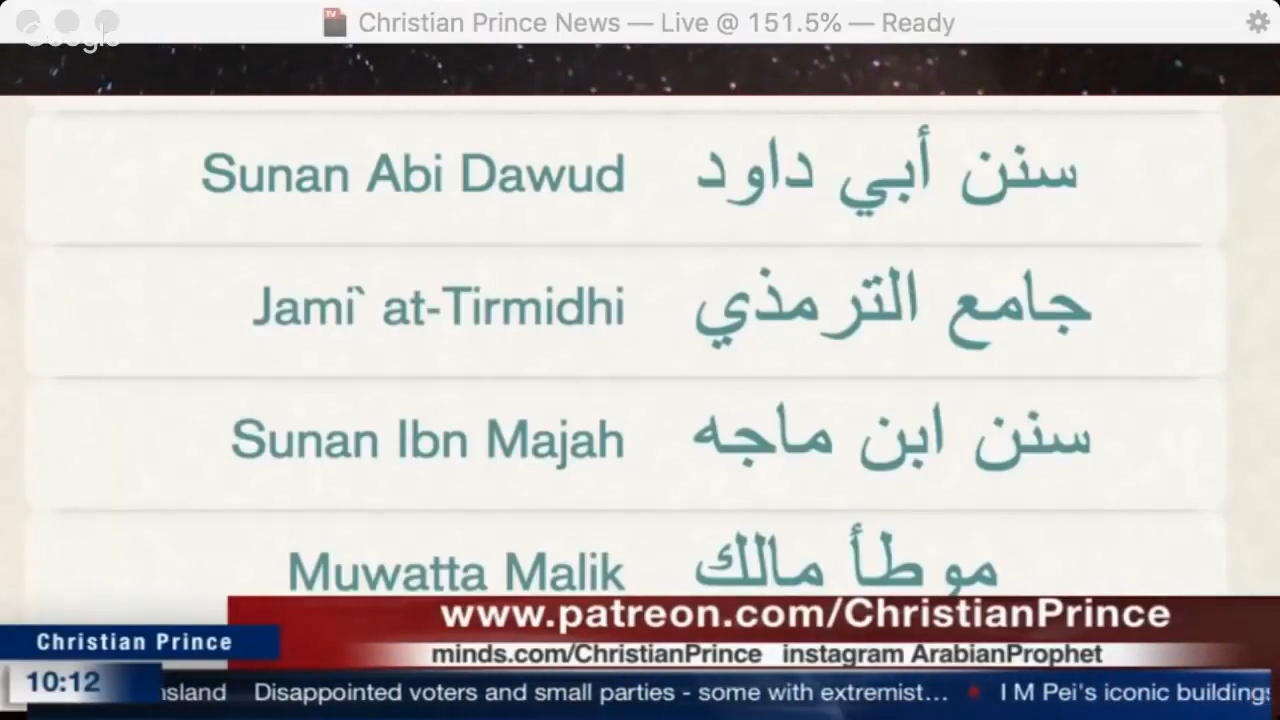 Christian Prince News — Live @ 151.5% — Ready
Google
Sunan Abi Dawud سنن أبي داود
Jami` at-Tirmidhi جامع الترمذي
Sunan Ibn Majah سنن ابن ماجه
Muwatta Malik موطأ مالك
www.patreon.com/ChristianPrince
Christian Prince
minds.com/ChristianPrince instagram ArabianProphet
10:12 nsland Disappointed voters and small parties - some with extremist... • I M Pei's iconic buildings